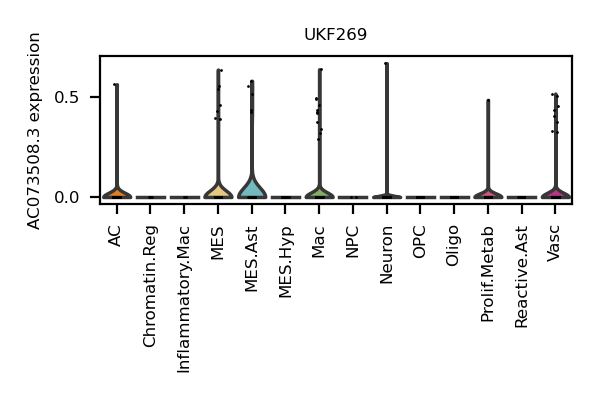 UKF269
AC073508.3 expression
0.5
0.0
AC
Chromatin.Reg
Inflammatory.Mac
MES
MES.Ast
MES.Hyp
Mac
NPC
Neuron
OPC
Oligo
Prolif.Metab
Reactive.Ast
Vasc